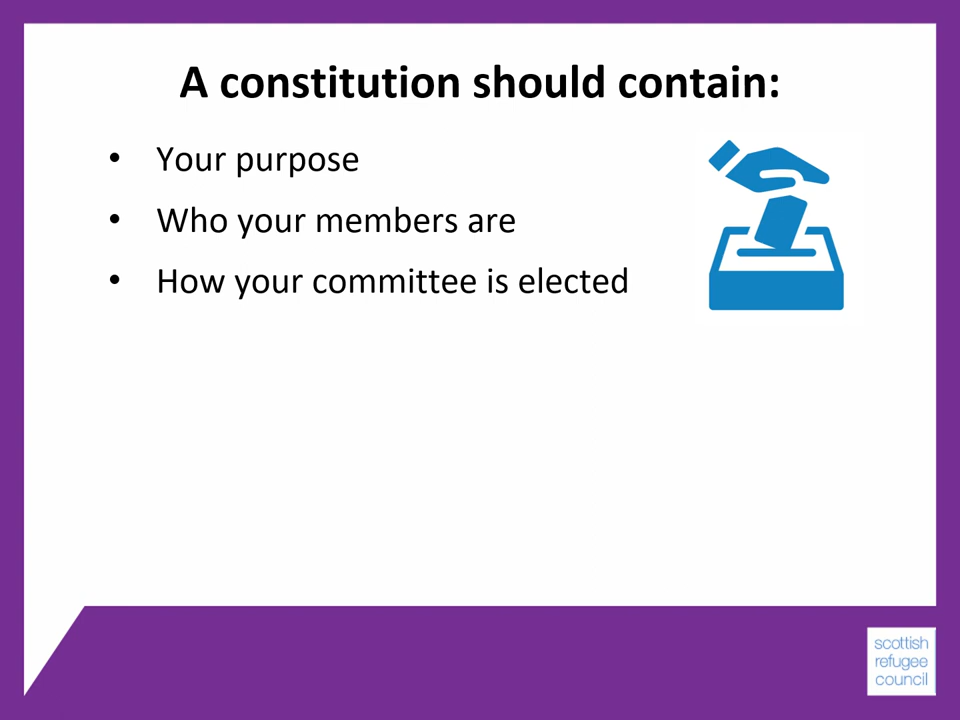 A constitution should contain:
• Your purpose
• Who your members are
• How your committee is elected
scottish
refugee
council